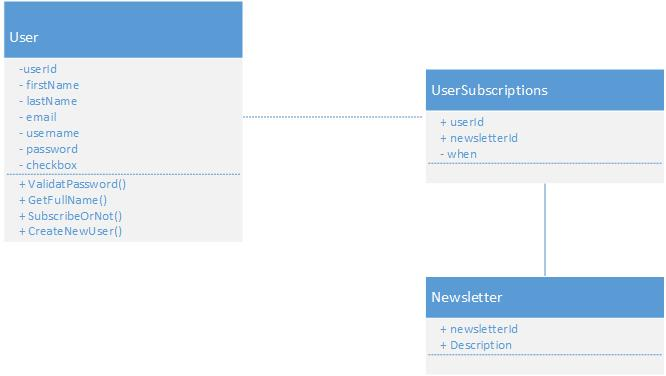 User
-userId
- firstName
- lastName
- email
- username
- password
- checkbox
+ ValidatPassword()
+ GetFullName()
+ SubscribeOrNot()
+ CreateNewUser()
UserSubscriptions
+ userId
+ newsletterId
- when
Newsletter
+ newsletterId
+ Description